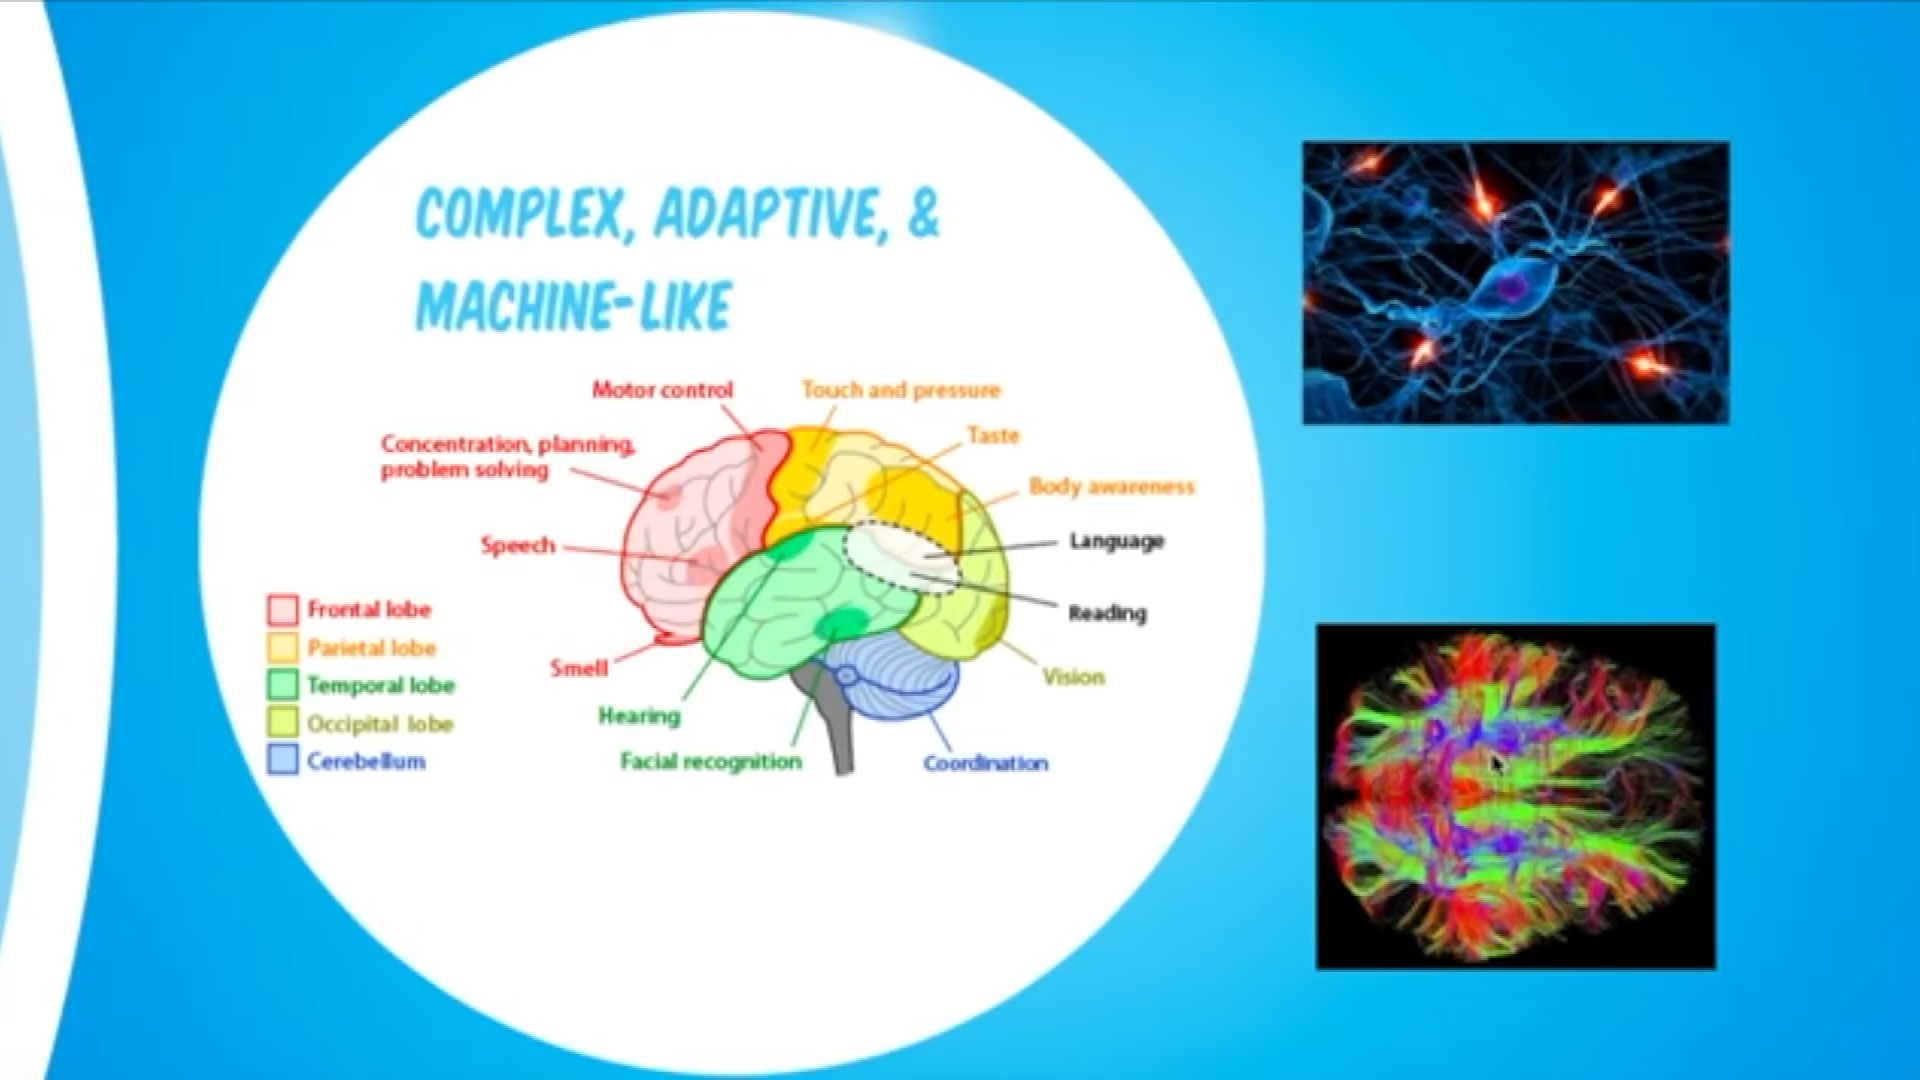 COMPLEX, ADAPTIVE, &
MACHINE-LIKE
Motor control
Touch and pressure
Concentration, planning,
problem solving
Taste
Body awareness
Speech
Language
Reading
Frontal lobe
Parietal lobe
Temporal lobe
Occipital lobe
Cerebellum
Smell
Vision
Hearing
Facial recognition
Coordination